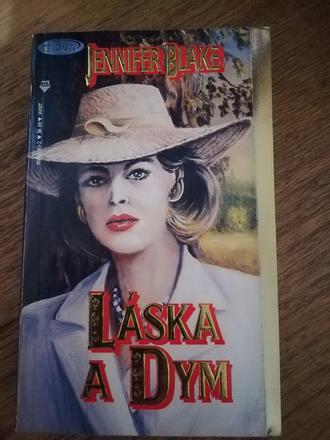 JENNIFER BLAKE
LÁSKA
A DYM